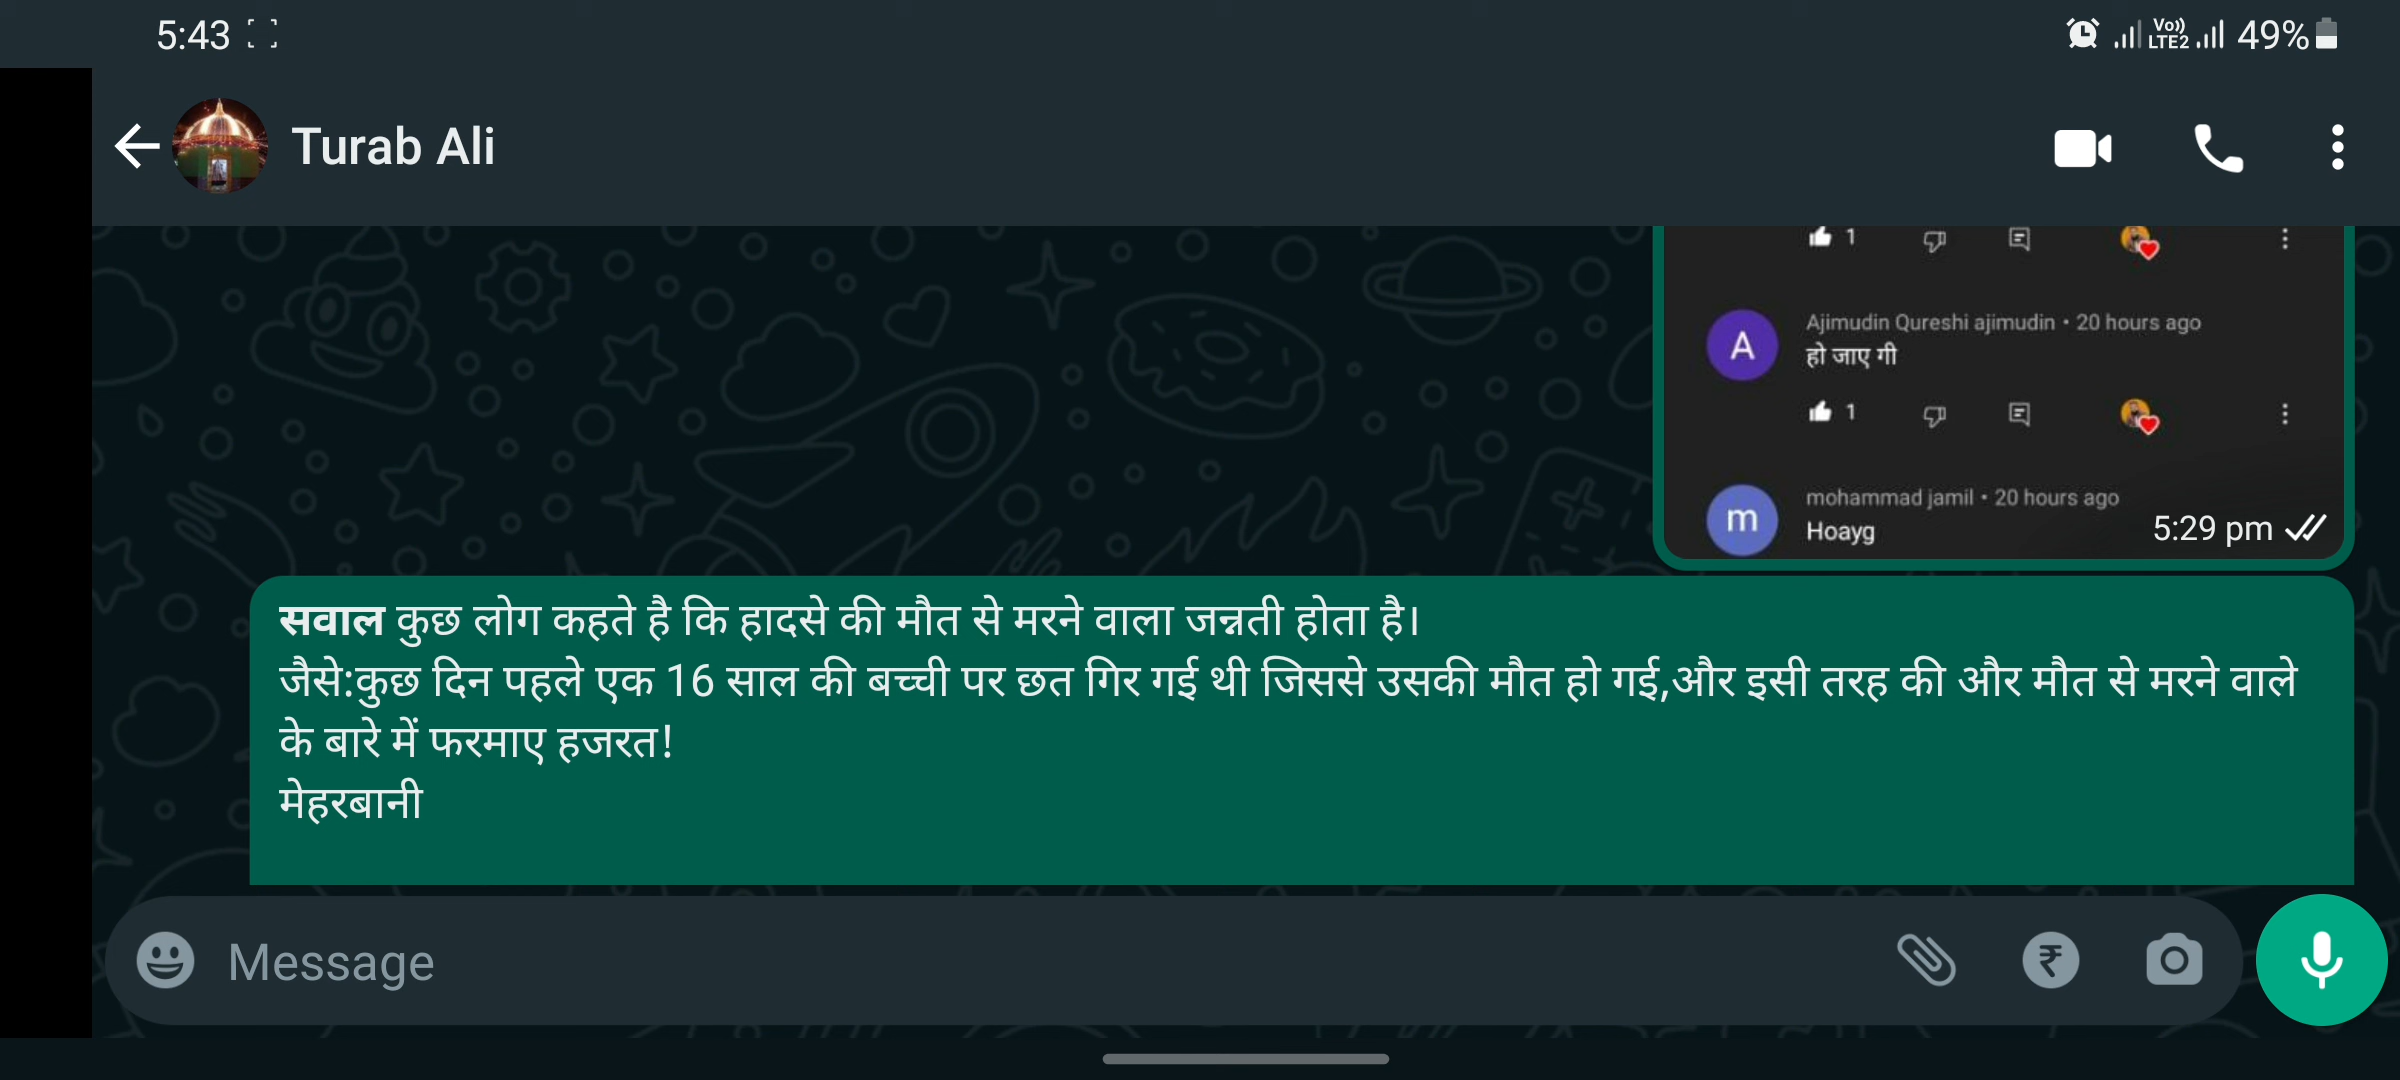 5:43
Vo)) LTE2 49%
Turab Ali
1
Ajimudin Qureshi ajimudin • 20 hours ago
A
हो जाए गी
1
mohammad jamil • 20 hours ago
m
Hoayg
5:29 pm
सवाल कुछ लोग कहते है कि हादसे की मौत से मरने वाला जन्नती होता है।
जैसे:कुछ दिन पहले एक 16 साल की बच्ची पर छत गिर गई थी जिससे उसकी मौत हो गई,और इसी तरह की और मौत से मरने वाले
के बारे में फरमाए हजरत!
मेहरबानी
Message
₹